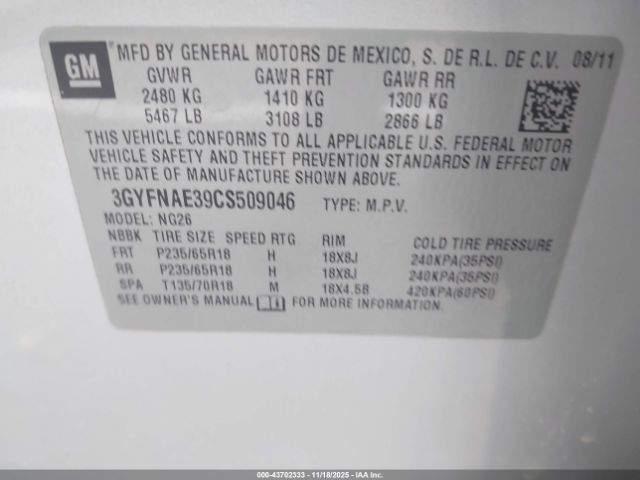 GM
MFD BY GENERAL MOTORS DE MEXICO, S. DE R.L. DE C.V. 08/11
GVWR GAWR FRT GAWR RR
2480 KG 1410 KG 1300 KG
5467 LB 3108 LB 2866 LB
THIS VEHICLE CONFORMS TO ALL APPLICABLE U.S. FEDERAL MOTOR
VEHICLE SAFETY AND THEFT PREVENTION STANDARDS IN EFFECT ON
THE DATE OF MANUFACTURE SHOWN ABOVE.
3GYFNAE39CS509046 TYPE: M.P.V.
MODEL: NG26
NBBK TIRE SIZE SPEED RTG RIM COLD TIRE PRESSURE
FRT P235/65R18 H 18X8J 240KPA(35PSI)
RR P235/65R18 H 18X8J 240KPA(35PSI)
SPA T135/70R18 M 18X4.5B 420KPA(60PSI)
SEE OWNER'S MANUAL FOR MORE INFORMATION.
000-43702333 - 11/18/2025 - IAAI.com